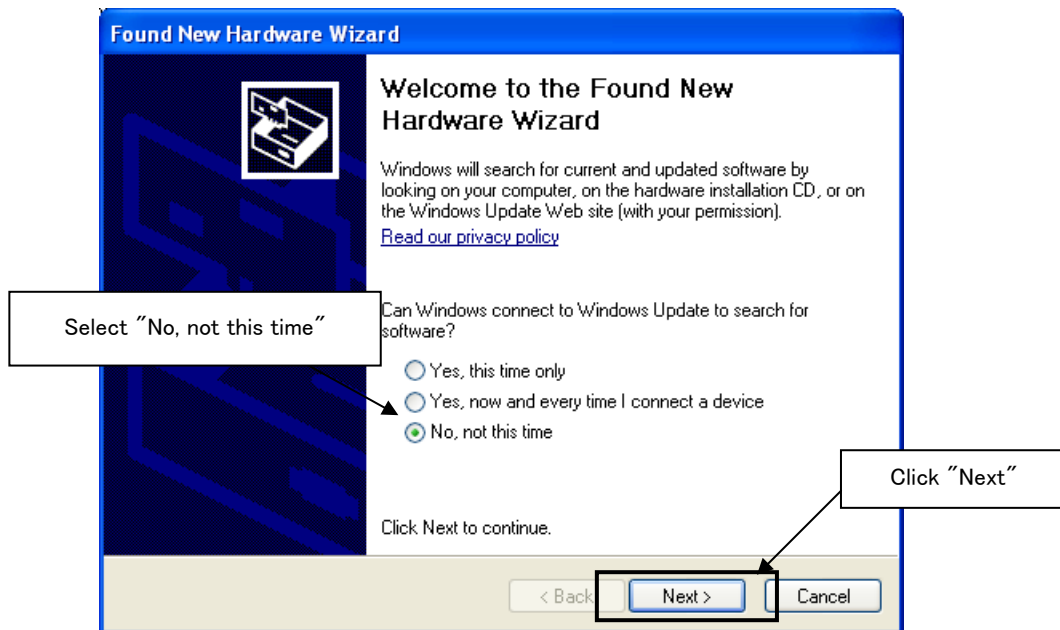 Found New Hardware Wizard
Welcome to the Found New
Hardware Wizard
Windows will search for current and updated software by
looking on your computer, on the hardware installation CD, or on
the Windows Update Web site (with your permission).
Read our privacy policy
Select "No, not this time"
Can Windows connect to Windows Update to search for
software?
Yes, this time only
Yes, now and every time I connect a device
No, not this time
Click "Next"
Click Next to continue.
< Back
Next >
Cancel